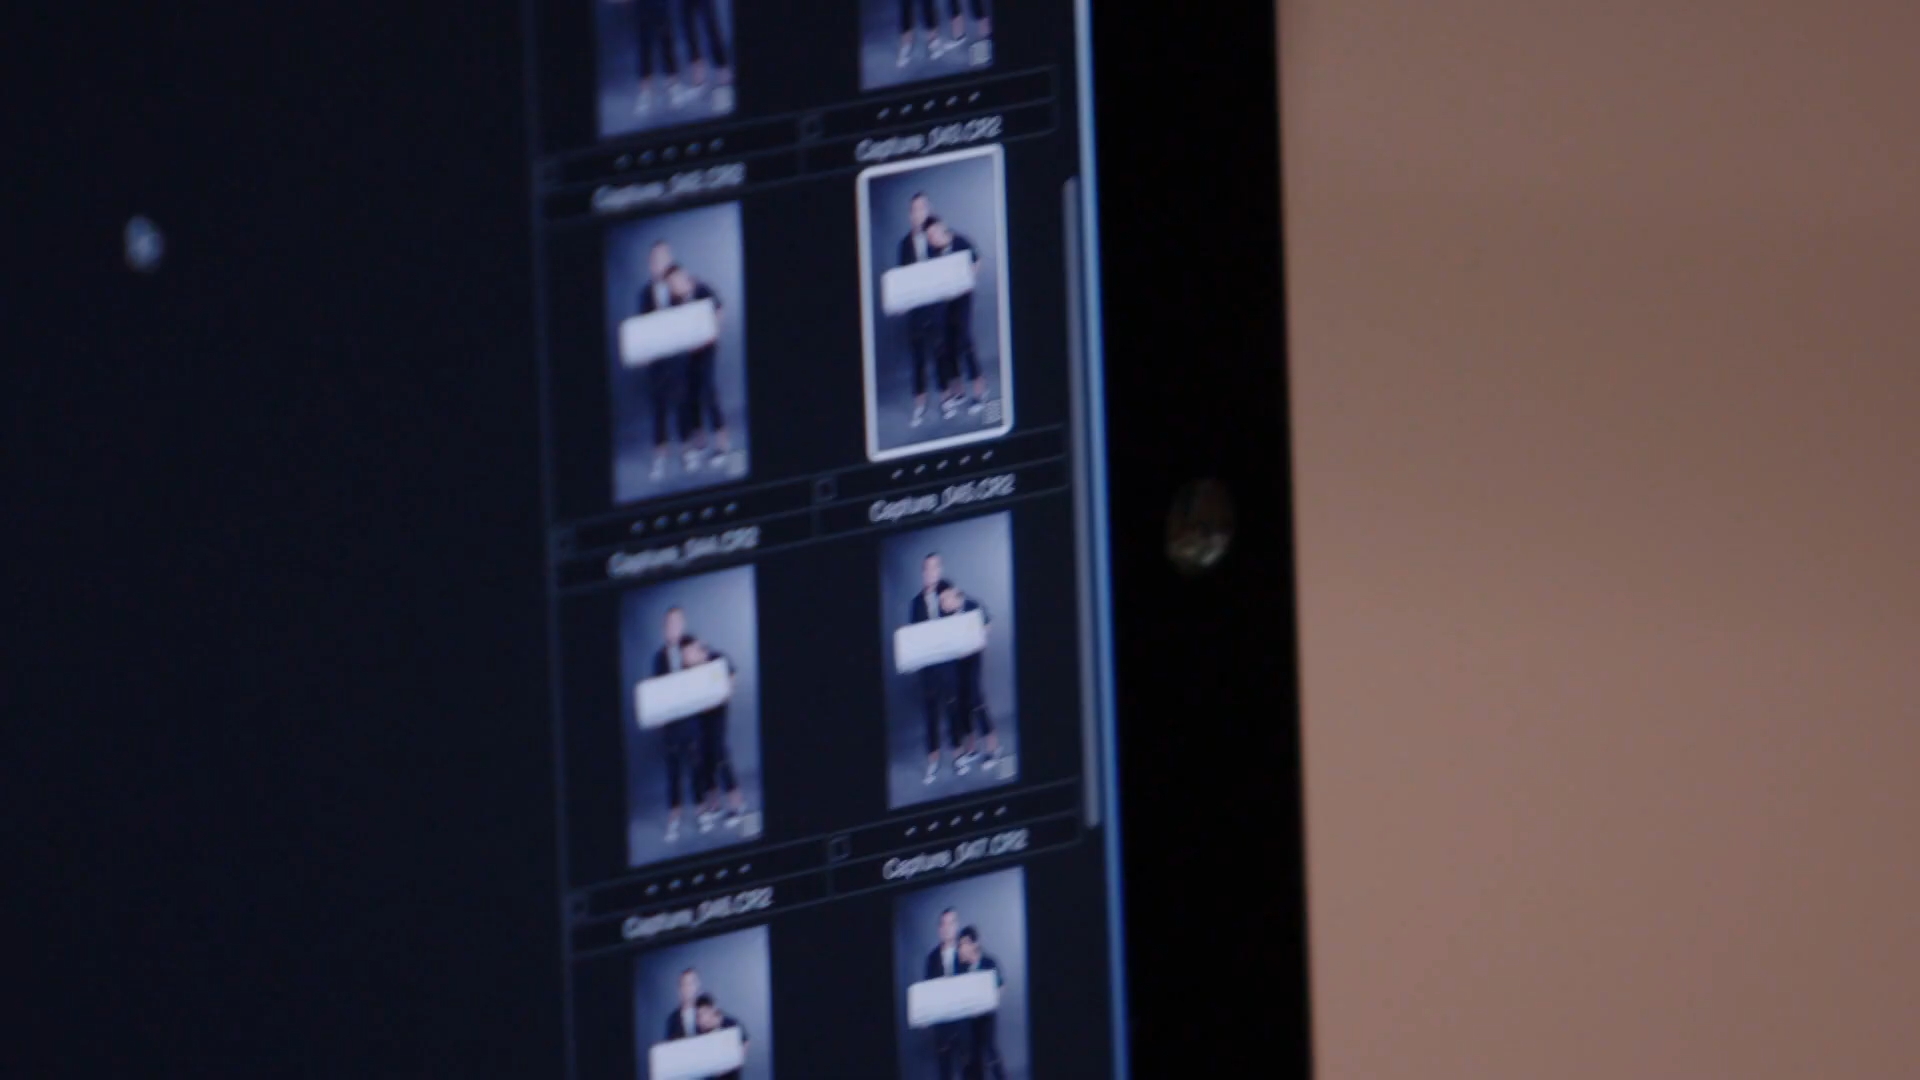 Capture_042.CR2
Capture_043.CR2
Capture_044.CR2
Capture_045.CR2
Capture_046.CR2
Capture_047.CR2